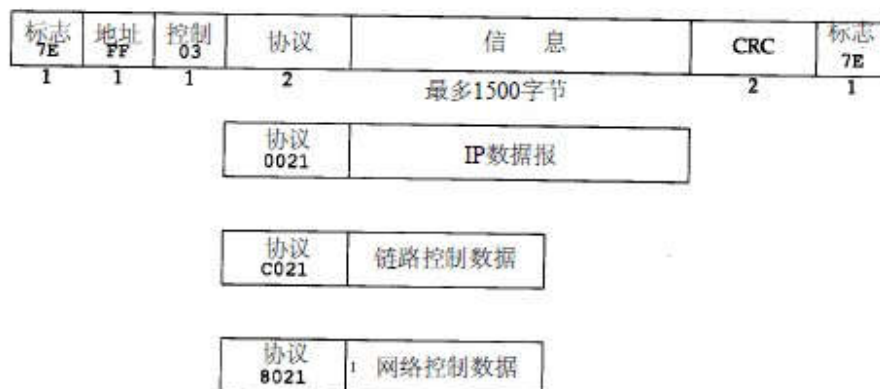 标志 地址 控制 协议 信 息 CRC 标志
7E FF 03 7E
1 1 1 2 最多1500字节 2 1
协议 IP数据报
0021
协议 链路控制数据
C021
协议 网络控制数据
8021